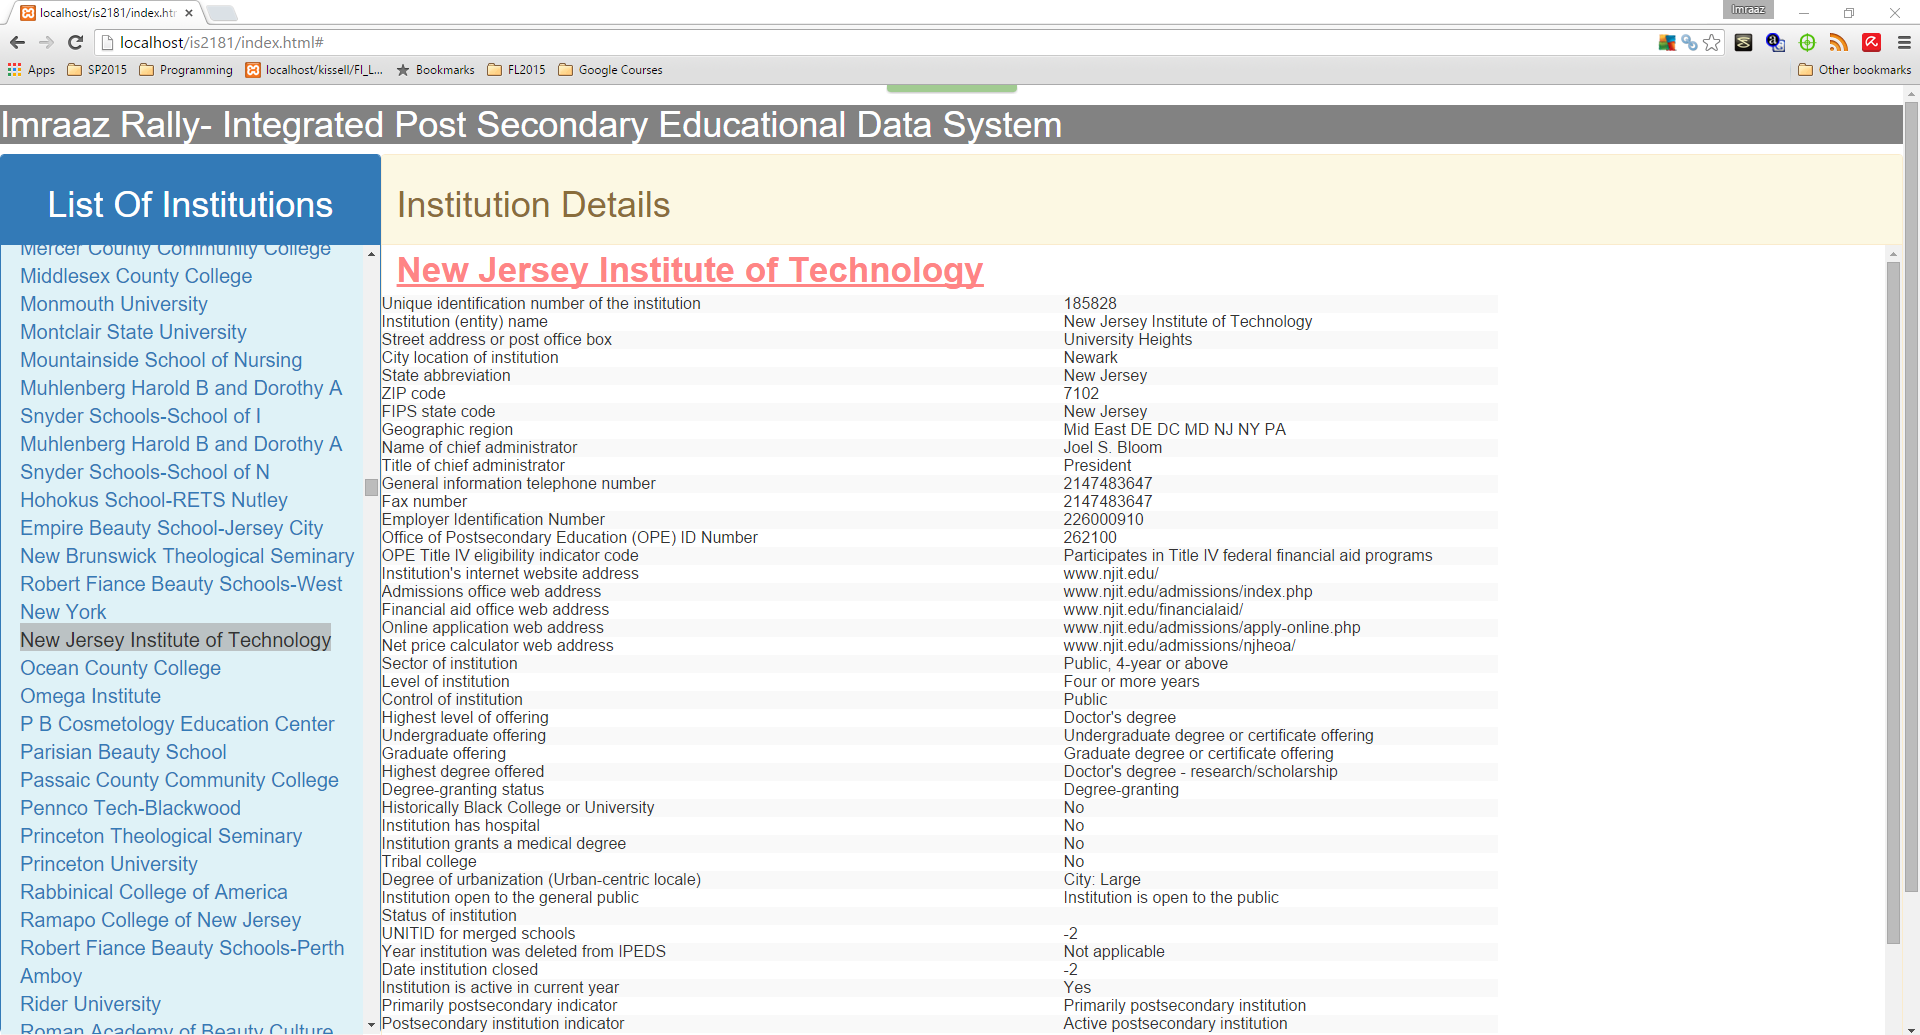 localhost/is2181/index.htm
Imraaz
localhost/is2181/index.html#
Apps SP2015 Programming localhost/kissell/FI_L... Bookmarks FL2015 Google Courses Other bookmarks
Imraaz Rally- Integrated Post Secondary Educational Data System
List Of Institutions
Mercer County Community College
Middlesex County College
Monmouth University
Montclair State University
Mountainside School of Nursing
Muhlenberg Harold B and Dorothy A
Snyder Schools-School of I
Muhlenberg Harold B and Dorothy A
Snyder Schools-School of N
Hohokus School-RETS Nutley
Empire Beauty School-Jersey City
New Brunswick Theological Seminary
Robert Fiance Beauty Schools-West
New York
New Jersey Institute of Technology
Ocean County College
Omega Institute
P B Cosmetology Education Center
Parisian Beauty School
Passaic County Community College
Pennco Tech-Blackwood
Princeton Theological Seminary
Princeton University
Rabbinical College of America
Ramapo College of New Jersey
Robert Fiance Beauty Schools-Perth
Amboy
Rider University
Roman Academy of Beauty Culture
Institution Details
New Jersey Institute of Technology
Unique identification number of the institution 185828
Institution (entity) name New Jersey Institute of Technology
Street address or post office box University Heights
City location of institution Newark
State abbreviation New Jersey
ZIP code 7102
FIPS state code New Jersey
Geographic region Mid East DE DC MD NJ NY PA
Name of chief administrator Joel S. Bloom
Title of chief administrator President
General information telephone number 2147483647
Fax number 2147483647
Employer Identification Number 226000910
Office of Postsecondary Education (OPE) ID Number 262100
OPE Title IV eligibility indicator code Participates in Title IV federal financial aid programs
Institution's internet website address www.njit.edu/
Admissions office web address www.njit.edu/admissions/index.php
Financial aid office web address www.njit.edu/financialaid/
Online application web address www.njit.edu/admissions/apply-online.php
Net price calculator web address www.njit.edu/admissions/njheoa/
Sector of institution Public, 4-year or above
Level of institution Four or more years
Control of institution Public
Highest level of offering Doctor's degree
Undergraduate offering Undergraduate degree or certificate offering
Graduate offering Graduate degree or certificate offering
Highest degree offered Doctor's degree - research/scholarship
Degree-granting status Degree-granting
Historically Black College or University No
Institution has hospital No
Institution grants a medical degree No
Tribal college No
Degree of urbanization (Urban-centric locale) City: Large
Institution open to the general public Institution is open to the public
Status of institution
UNITID for merged schools -2
Year institution was deleted from IPEDS Not applicable
Date institution closed -2
Institution is active in current year Yes
Primarily postsecondary indicator Primarily postsecondary institution
Postsecondary institution indicator Active postsecondary institution